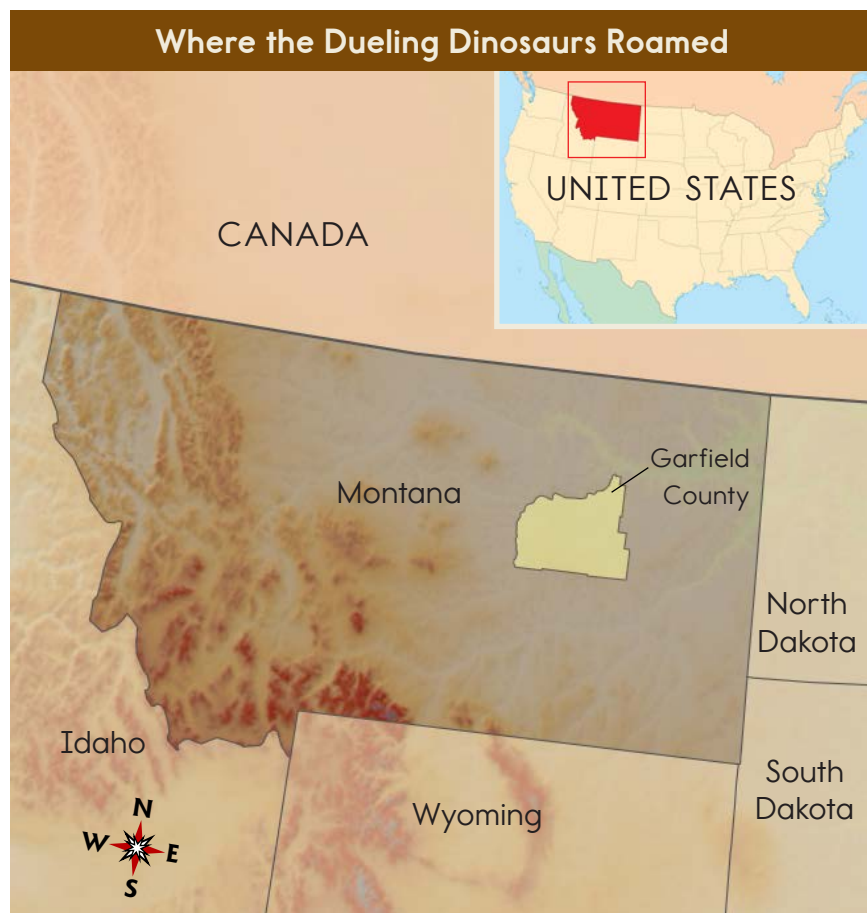 Where the Dueling Dinosaurs Roamed
UNITED STATES
CANADA
Garfield
County
Montana
North
Dakota
Idaho
South
Dakota
Wyoming
N
W
E
S